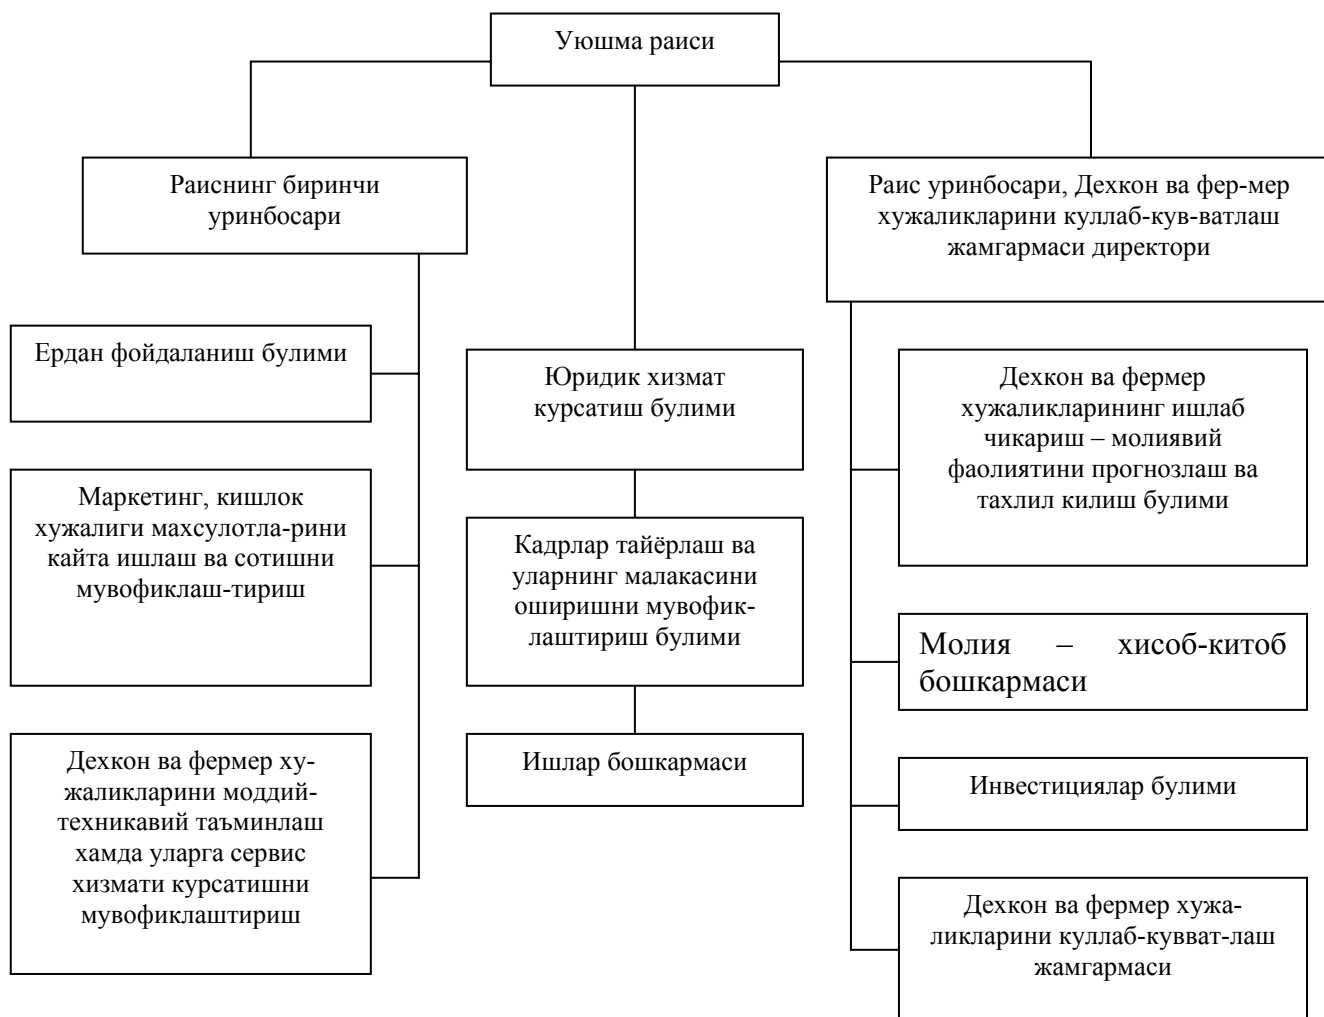 Уюшма раиси
Раиснинг биринчи
уринбосари
Раис уринбосари, Дехкон ва фер-мер
хужаликларини куллаб-кув-ватлаш
жамгармаси директори
Ердан фойдаланиш булими
Маркетинг, кишлок
хужалиги махсулотла-рини
кайта ишлаш ва сотишни
мувофиклаш-тириш
Дехкон ва фермер ху-
жаликларини моддий-
техникавий таъминлаш
хамда уларга сервис
хизмати курсатишни
мувофиклаштириш
Юридик хизмат
курсатиш булими
Кадрлар тайёрлаш ва
уларнинг малакасини
оширишни мувофик-
лаштириш булими
Ишлар бошкармаси
Дехкон ва фермер
хужаликларининг ишлаб
чикариш – молиявий
фаолиятини прогнозлаш ва
тахлил килиш булими
Молия – хисоб-китоб
бошкармаси
Инвестициялар булими
Дехкон ва фермер хужа-
ликларини куллаб-кувват-лаш
жамгармаси